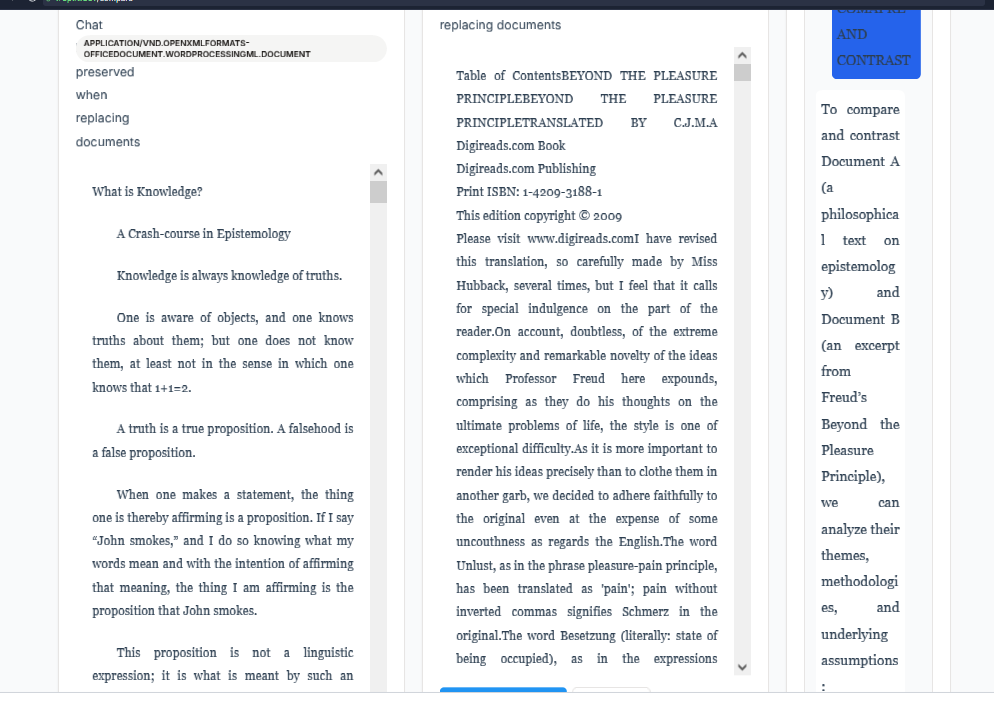 Chat
APPLICATION/VND.OPENXMLFORMATS-
OFFICEDOCUMENT.WORDPROCESSINGML.DOCUMENT
preserved
when
replacing
documents
What is Knowledge?
A Crash-course in Epistemology
Knowledge is always knowledge of truths.
One is aware of objects, and one knows
truths about them; but one does not know
them, at least not in the sense in which one
knows that 1+1=2.
A truth is a true proposition. A falsehood is
a false proposition.
When one makes a statement, the thing
one is thereby affirming is a proposition. If I say
“John smokes,” and I do so knowing what my
words mean and with the intention of affirming
that meaning, the thing I am affirming is the
proposition that John smokes.
This proposition is not a linguistic
expression; it is what is meant by such an
replacing documents
Table of ContentsBEYOND THE PLEASURE
PRINCIPLEBEYOND THE PLEASURE
PRINCIPLETRANSLATED BY C.J.M.A
Digireads.com Book
Digireads.com Publishing
Print ISBN: 1-4209-3188-1
This edition copyright © 2009
Please visit www.digireads.comI have revised
this translation, so carefully made by Miss
Hubback, several times, but I feel that it calls
for special indulgence on the part of the
reader.On account, doubtless, of the extreme
complexity and remarkable novelty of the ideas
which Professor Freud here expounds,
comprising as they do his thoughts on the
ultimate problems of life, the style is one of
exceptional difficulty.As it is more important to
render his ideas precisely than to clothe them in
another garb, we decided to adhere faithfully to
the original even at the expense of some
uncouthness as regards the English.The word
Unlust, as in the phrase pleasure-pain principle,
has been translated as 'pain'; pain without
inverted commas signifies Schmerz in the
original.The word Besetzung (literally: state of
being occupied), as in the expressions
AND
CONTRAST
To compare
and contrast
Document A
(a
philosophica
l text on
epistemolog
y) and
Document B
(an excerpt
from
Freud’s
Beyond the
Pleasure
Principle),
we can
analyze their
themes,
methodologi
es, and
underlying
assumptions
: